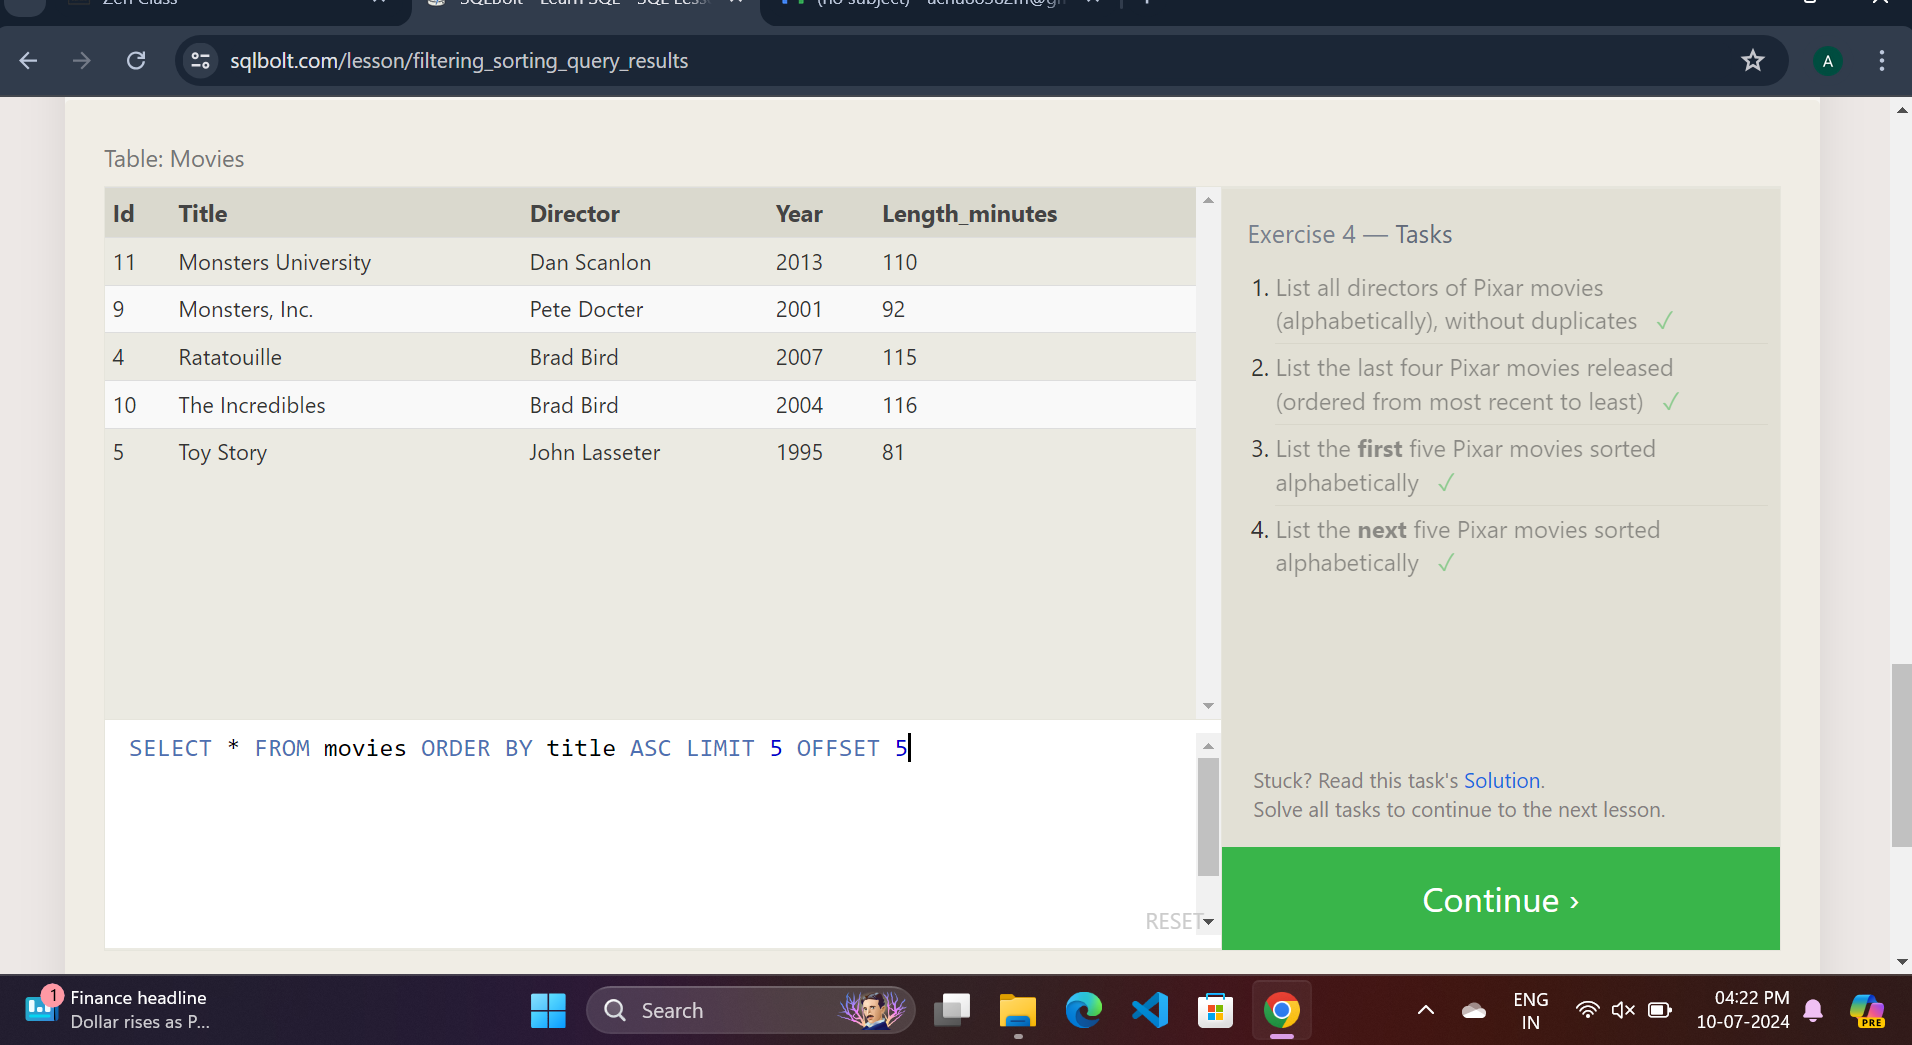 Zen Class
SQLBolt - Learn SQL - SQL Less
(no subject)
sqlbolt.com/lesson/filtering_sorting_query_results
A
Table: Movies
Id Title Director Year Length_minutes
11 Monsters University Dan Scanlon 2013 110
9 Monsters, Inc. Pete Docter 2001 92
4 Ratatouille Brad Bird 2007 115
10 The Incredibles Brad Bird 2004 116
5 Toy Story John Lasseter 1995 81
SELECT * FROM movies ORDER BY title ASC LIMIT 5 OFFSET 5
RESET
Exercise 4 — Tasks
1. List all directors of Pixar movies
(alphabetically), without duplicates ✓
2. List the last four Pixar movies released
(ordered from most recent to least) ✓
3. List the first five Pixar movies sorted
alphabetically ✓
4. List the next five Pixar movies sorted
alphabetically ✓
Stuck? Read this task's Solution.
Solve all tasks to continue to the next lesson.
Continue ›
1
Finance headline
Dollar rises as P...
Search
ENG
IN
04:22 PM
10-07-2024
PRE